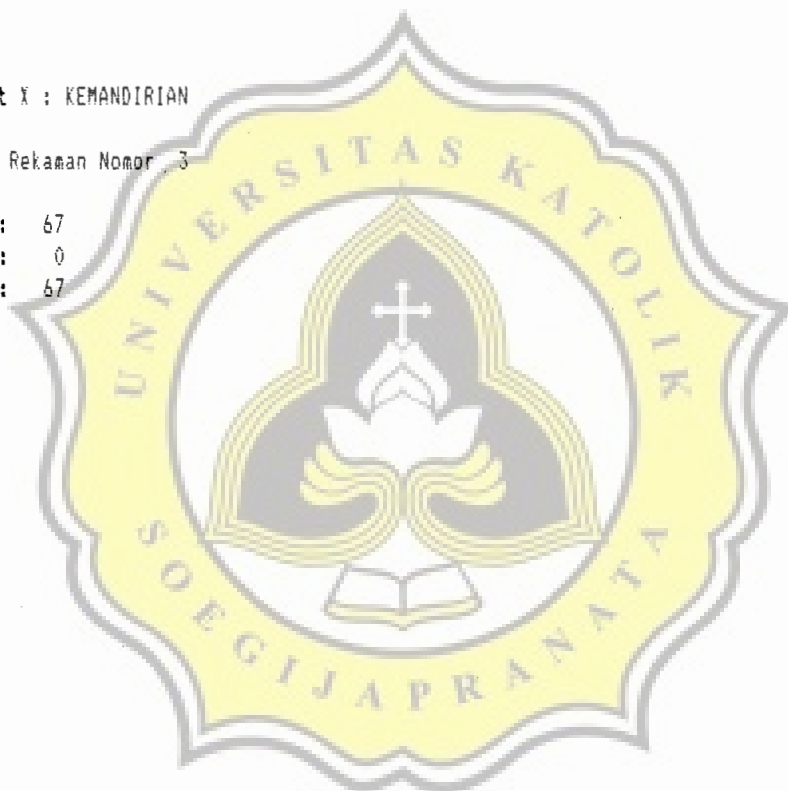 t X : KEMANDIRIAN
Rekaman Nomor 3
: 67
: 0
: 67
UNIVERSITAS KATOLIK
SOEGIJAPRANATA